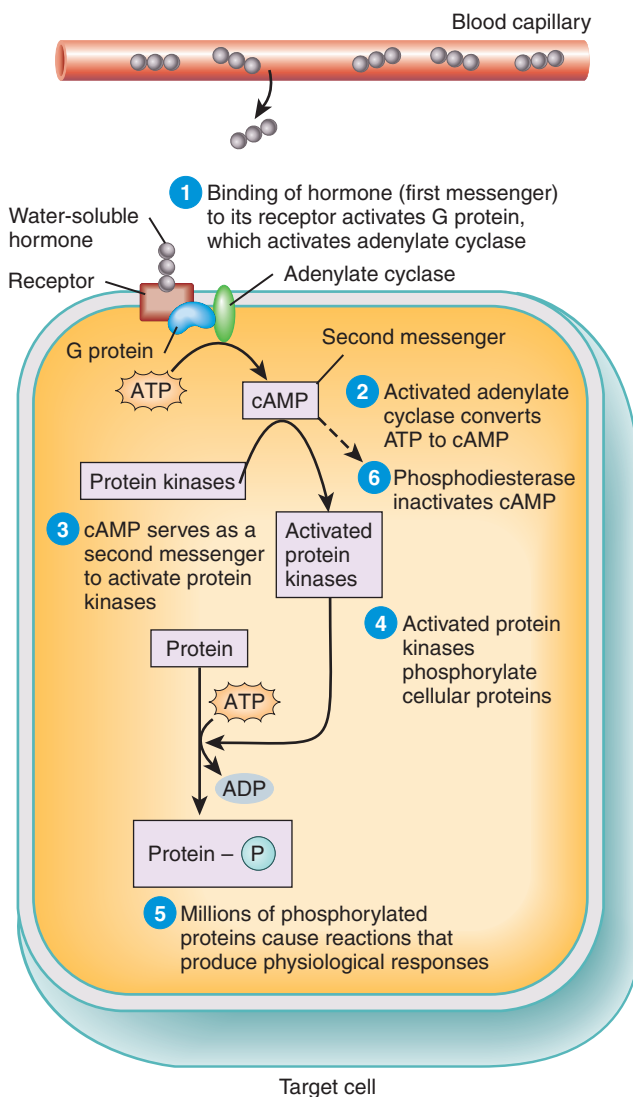 Blood capillary
1 Binding of hormone (first messenger)
to its receptor activates G protein,
which activates adenylate cyclase
Water-soluble
hormone
Receptor
Adenylate cyclase
G protein
Second messenger
ATP
cAMP
2 Activated adenylate
cyclase converts
ATP to cAMP
Protein kinases
6 Phosphodiesterase
inactivates cAMP
3 cAMP serves as a
second messenger
to activate protein
kinases
Activated
protein
kinases
4 Activated protein
kinases
phosphorylate
cellular proteins
Protein
ATP
ADP
Protein – P
5 Millions of phosphorylated
proteins cause reactions that
produce physiological responses
Target cell